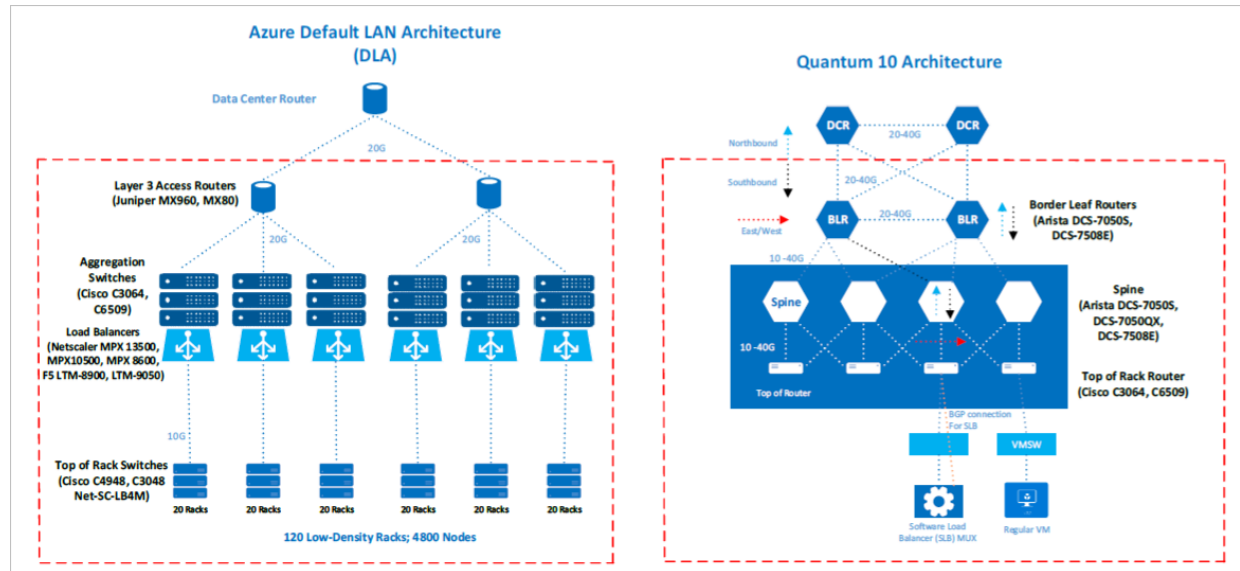 Azure Default LAN Architecture
(DLA)
Data Center Router
20G
Layer 3 Access Routers
(Juniper MX960, MX80)
20G
20G
Aggregation
Switches
(Cisco C3064,
C6509)
Load Balancers
(Netscaler MPX 13500,
MPX10500, MPX 8600,
F5 LTM-8900, LTM-9050)
10G
Top of Rack Switches
(Cisco C4948, C3048
Net-SC-LB4M)
20 Racks
20 Racks
20 Racks
20 Racks
20 Racks
20 Racks
120 Low-Density Racks; 4800 Nodes
Quantum 10 Architecture
DCR
20-40G
DCR
Northbound
Southbound
20-40G
East/West
BLR
20-40G
BLR
Border Leaf Routers
(Arista DCS-7050S,
DCS-7508E)
10 -40G
Spine
Spine
(Arista DCS-7050S,
DCS-7050QX,
DCS-7508E)
10 -40G
Top of Router
Top of Rack Router
(Cisco C3064, C6509)
BGP connection
For SLB
VMSW
Software Load
Balancer (SLB) MUX
Regular VM